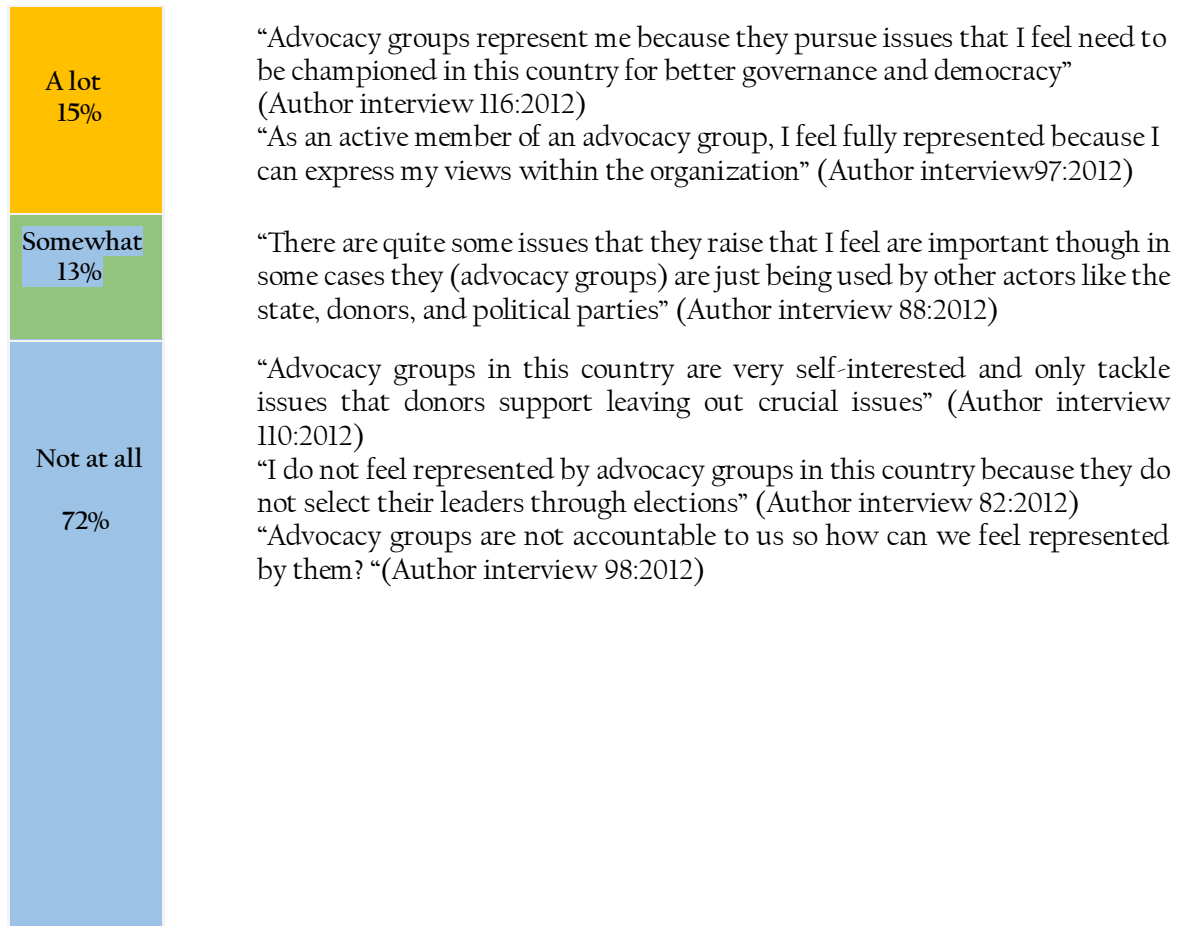 A lot
15%
“Advocacy groups represent me because they pursue issues that I feel need to
be championed in this country for better governance and democracy”
(Author interview 116:2012)
“As an active member of an advocacy group, I feel fully represented because I
can express my views within the organization” (Author interview97:2012)
Somewhat
13%
“There are quite some issues that they raise that I feel are important though in
some cases they (advocacy groups) are just being used by other actors like the
state, donors, and political parties” (Author interview 88:2012)
Not at all
72%
“Advocacy groups in this country are very self-interested and only tackle
issues that donors support leaving out crucial issues” (Author interview
110:2012)
“I do not feel represented by advocacy groups in this country because they do
not select their leaders through elections” (Author interview 82:2012)
“Advocacy groups are not accountable to us so how can we feel represented
by them? “(Author interview 98:2012)